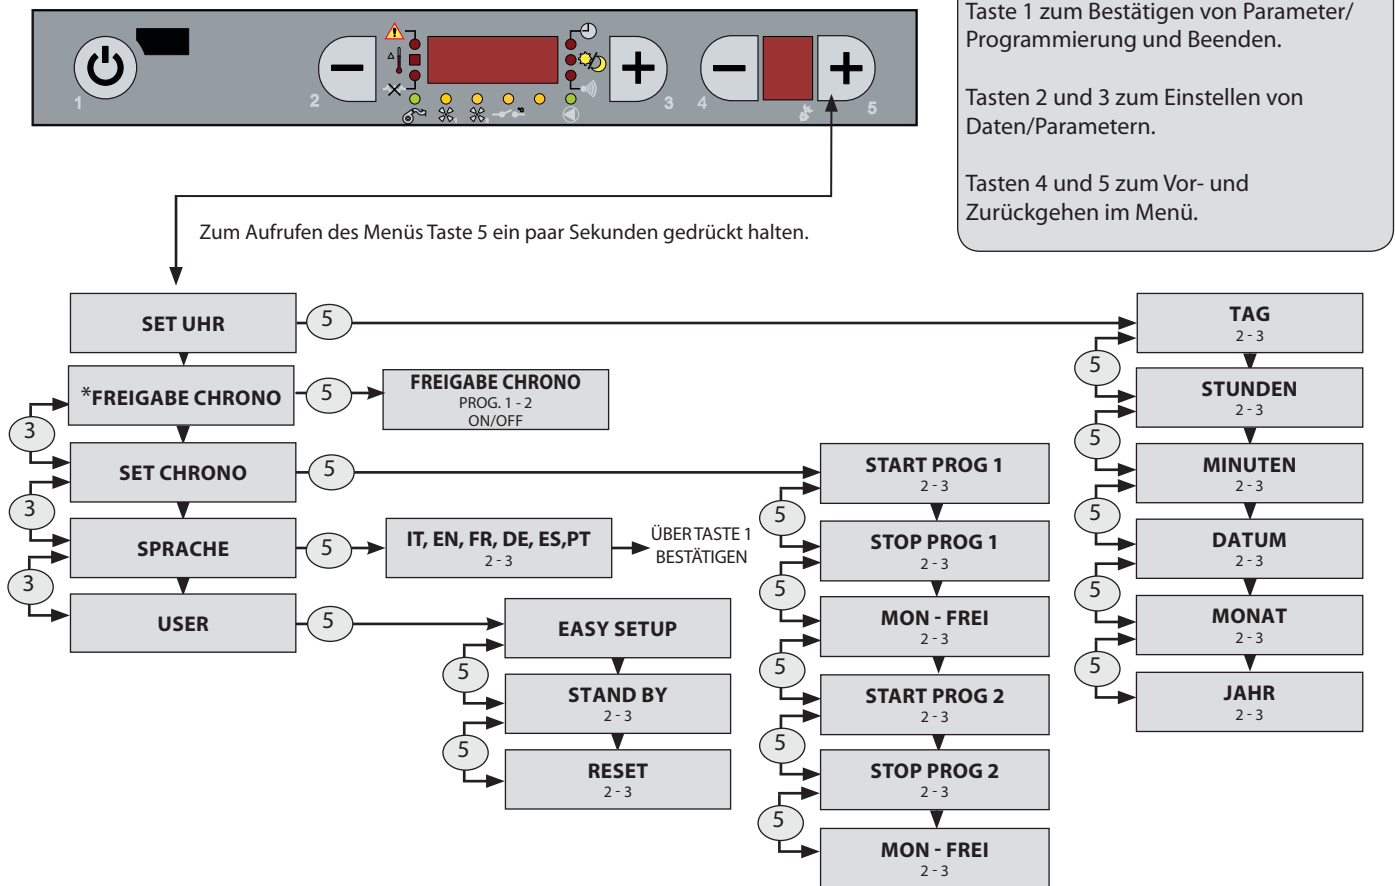 Taste 1 zum Bestätigen von Parameter/
Programmierung und Beenden.
Tasten 2 und 3 zum Einstellen von
Daten/Parametern.
Tasten 4 und 5 zum Vor- und
Zurückgehen im Menü.
1
2
3
4
5
Zum Aufrufen des Menüs Taste 5 ein paar Sekunden gedrückt halten.
SET UHR
5
*FREIGABE CHRONO
5
FREIGABE CHRONO
PROG. 1 - 2
ON/OFF
3
SET CHRONO
5
3
SPRACHE
5
IT, EN, FR, DE, ES,PT
2 - 3
ÜBER TASTE 1
BESTÄTIGEN
3
USER
5
EASY SETUP
5
STAND BY
2 - 3
5
RESET
2 - 3
START PROG 1
2 - 3
5
STOP PROG 1
2 - 3
5
MON - FREI
2 - 3
5
START PROG 2
2 - 3
5
STOP PROG 2
2 - 3
5
MON - FREI
2 - 3
TAG
2 - 3
5
STUNDEN
2 - 3
5
MINUTEN
2 - 3
5
DATUM
2 - 3
5
MONAT
2 - 3
5
JAHR
2 - 3